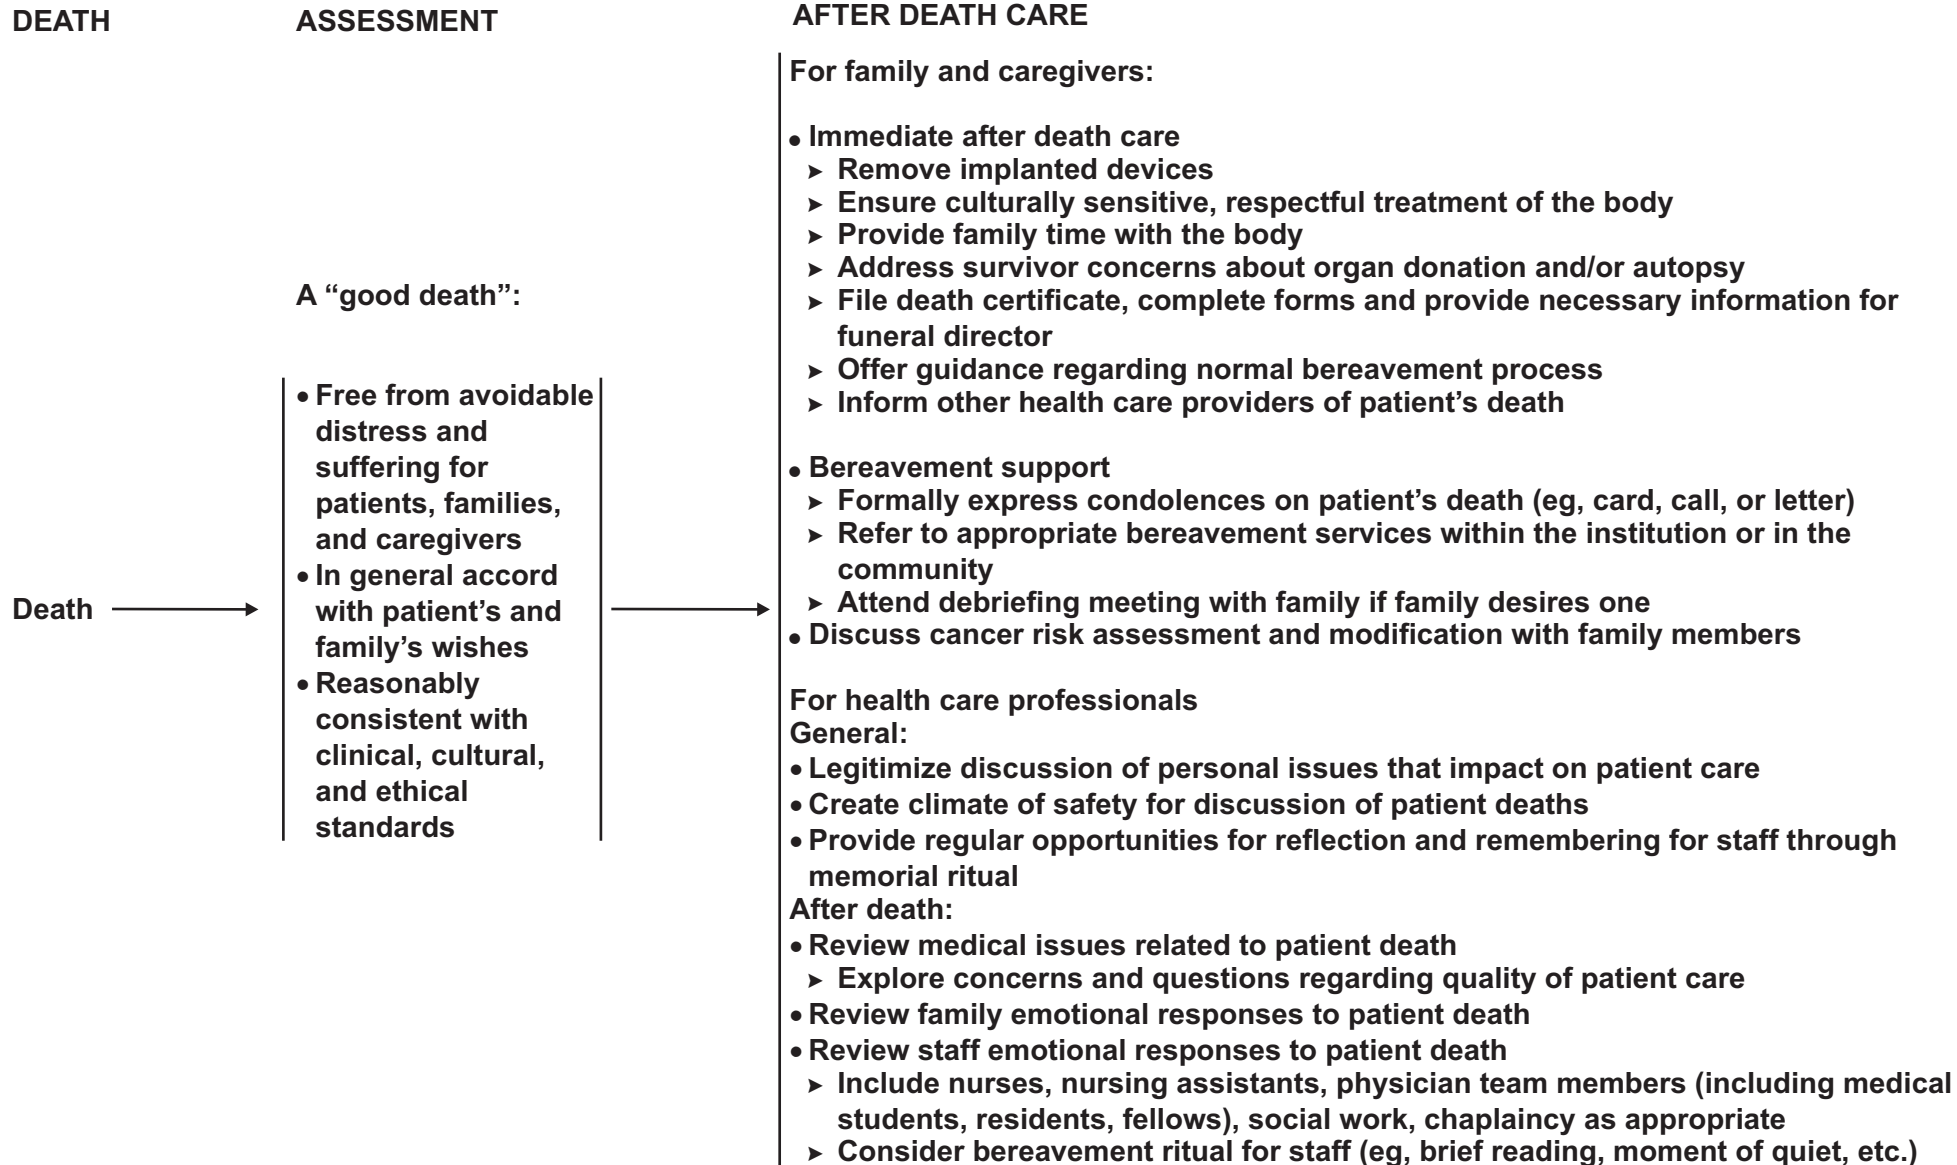 DEATH
ASSESSMENT
AFTER DEATH CARE
Death
A “good death”:
• Free from avoidable
distress and
suffering for
patients, families,
and caregivers
• In general accord
with patient’s and
family’s wishes
• Reasonably
consistent with
clinical, cultural,
and ethical
standards
For family and caregivers:
• Immediate after death care
➤ Remove implanted devices
➤ Ensure culturally sensitive, respectful treatment of the body
➤ Provide family time with the body
➤ Address survivor concerns about organ donation and/or autopsy
➤ File death certificate, complete forms and provide necessary information for
funeral director
➤ Offer guidance regarding normal bereavement process
➤ Inform other health care providers of patient’s death
• Bereavement support
➤ Formally express condolences on patient’s death (eg, card, call, or letter)
➤ Refer to appropriate bereavement services within the institution or in the
community
➤ Attend debriefing meeting with family if family desires one
• Discuss cancer risk assessment and modification with family members
For health care professionals
General:
• Legitimize discussion of personal issues that impact on patient care
• Create climate of safety for discussion of patient deaths
• Provide regular opportunities for reflection and remembering for staff through
memorial ritual
After death:
• Review medical issues related to patient death
➤ Explore concerns and questions regarding quality of patient care
• Review family emotional responses to patient death
• Review staff emotional responses to patient death
➤ Include nurses, nursing assistants, physician team members (including medical
students, residents, fellows), social work, chaplaincy as appropriate
➤ Consider bereavement ritual for staff (eg, brief reading, moment of quiet, etc.)